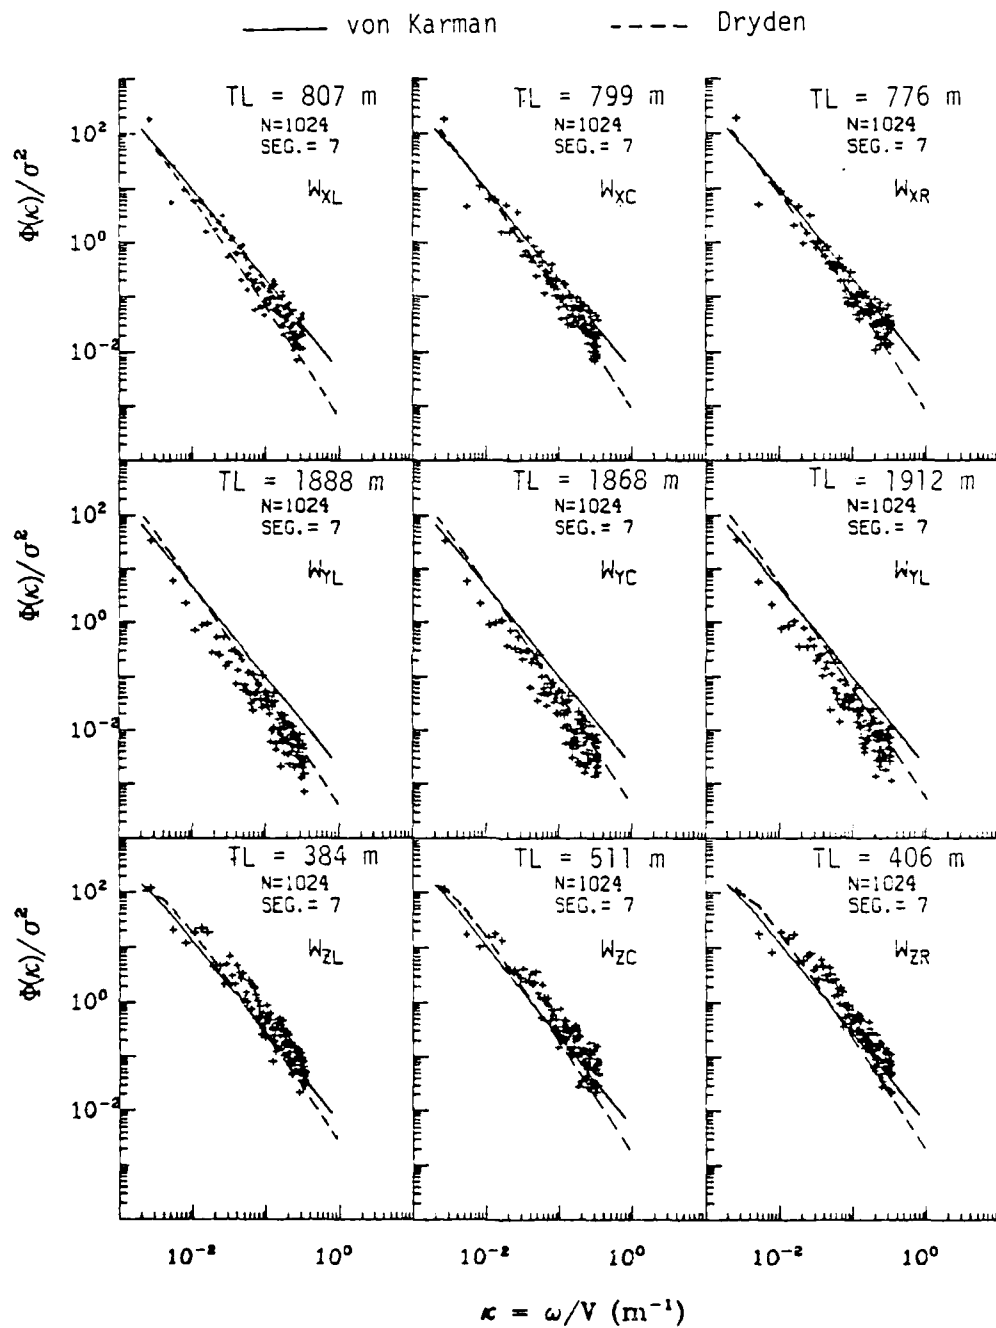 von Karman Dryden
TL = 807 m
N=1024
SEG.= 7
W_XL
TL = 799 m
N=1024
SEG.= 7
W_XC
TL = 776 m
N=1024
SEG.= 7
W_XR
Φ(κ)/σ²
10²
10⁰
10⁻²
TL = 1888 m
N=1024
SEG.= 7
W_YL
TL = 1868 m
N=1024
SEG.= 7
W_YC
TL = 1912 m
N=1024
SEG.= 7
W_YL
Φ(κ)/σ²
10²
10⁰
10⁻²
TL = 384 m
N=1024
SEG.= 7
W_ZL
TL = 511 m
N=1024
SEG.= 7
W_ZC
TL = 406 m
N=1024
SEG.= 7
W_ZR
Φ(κ)/σ²
10²
10⁰
10⁻²
10⁻² 10⁰ 10⁻² 10⁰ 10⁻² 10⁰
κ = ω/V (m⁻¹)